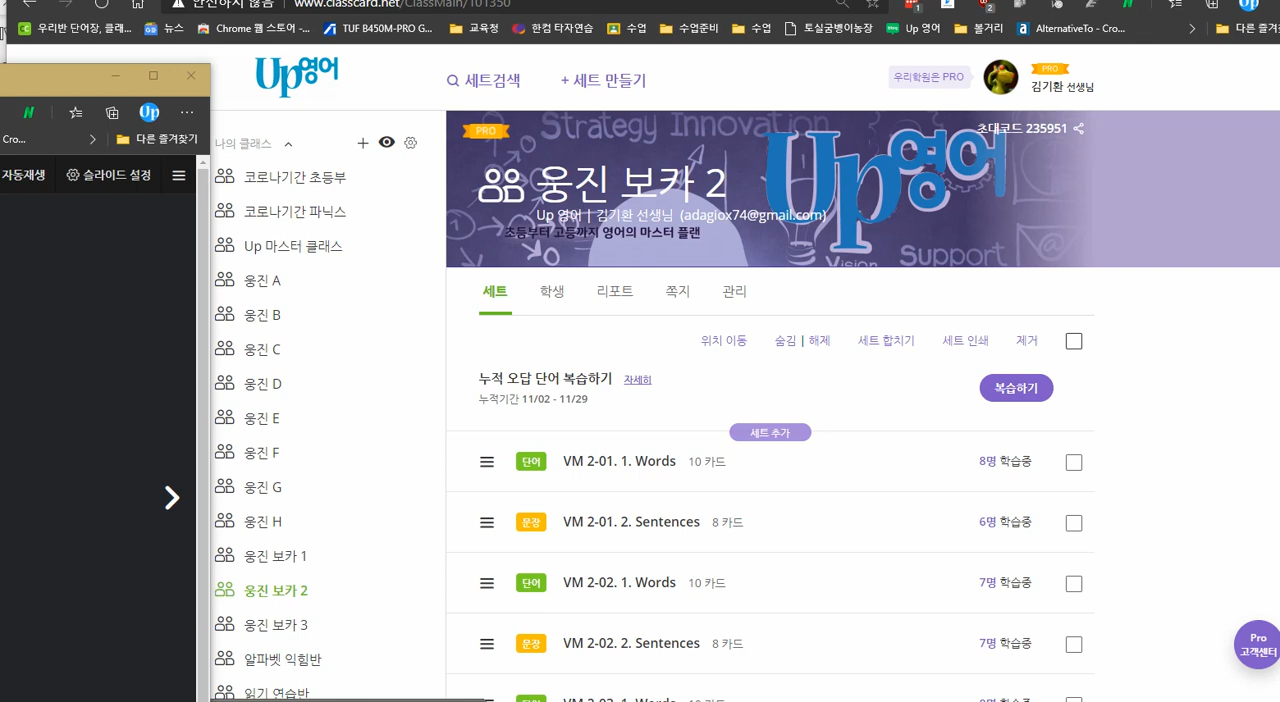 안전하지 않음 | www.classcard.net/ClassMain/101350
우리반 단어장, 클래...
뉴스
Chrome 웹 스토어 -...
TUF B450M-PRO G...
교육청
한컴 타자연습
수업
수업준비
수업
토실굼벵이농장
Up 영어
볼거리
AlternativeTo - Cro...
다른 즐겨
Cro...
다른 즐겨찾기
자동재생
슬라이드 설정
Up영어
세트검색
+ 세트 만들기
우리학원은 PRO
PRO
김기환 선생님
나의 클래스
코로나기간 초등부
코로나기간 파닉스
Up 마스터 클래스
웅진 A
웅진 B
웅진 C
웅진 D
웅진 E
웅진 F
웅진 G
웅진 H
웅진 보카 1
웅진 보카 2
웅진 보카 3
알파벳 익힘반
읽기 연습반
PRO
Strategy Innovation
초대코드 235951
웅진 보카 2
Up영어
Up 영어 | 김기환 선생님 (adagiox74@gmail.com)
초등부터 고등까지 영어의 마스터 플랜
Vision
Support
세트
학생
리포트
쪽지
관리
위치 이동
숨김 | 해제
세트 합치기
세트 인쇄
제거
누적 오답 단어 복습하기 자세히
누적기간 11/02 - 11/29
복습하기
세트 추가
단어 VM 2-01. 1. Words 10 카드 8명 학습중
문장 VM 2-01. 2. Sentences 8 카드 6명 학습중
단어 VM 2-02. 1. Words 10 카드 7명 학습중
문장 VM 2-02. 2. Sentences 8 카드 7명 학습중
Pro
고객센터